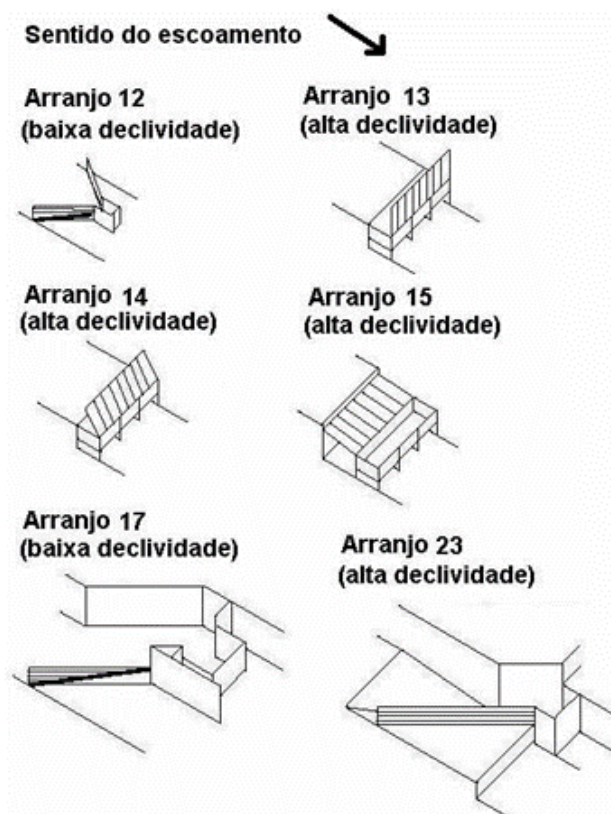 Sentido do escoamento
Arranjo 12
(baixa declividade)
Arranjo 13
(alta declividade)
Arranjo 14
(alta declividade)
Arranjo 15
(alta declividade)
Arranjo 17
(baixa declividade)
Arranjo 23
(alta declividade)